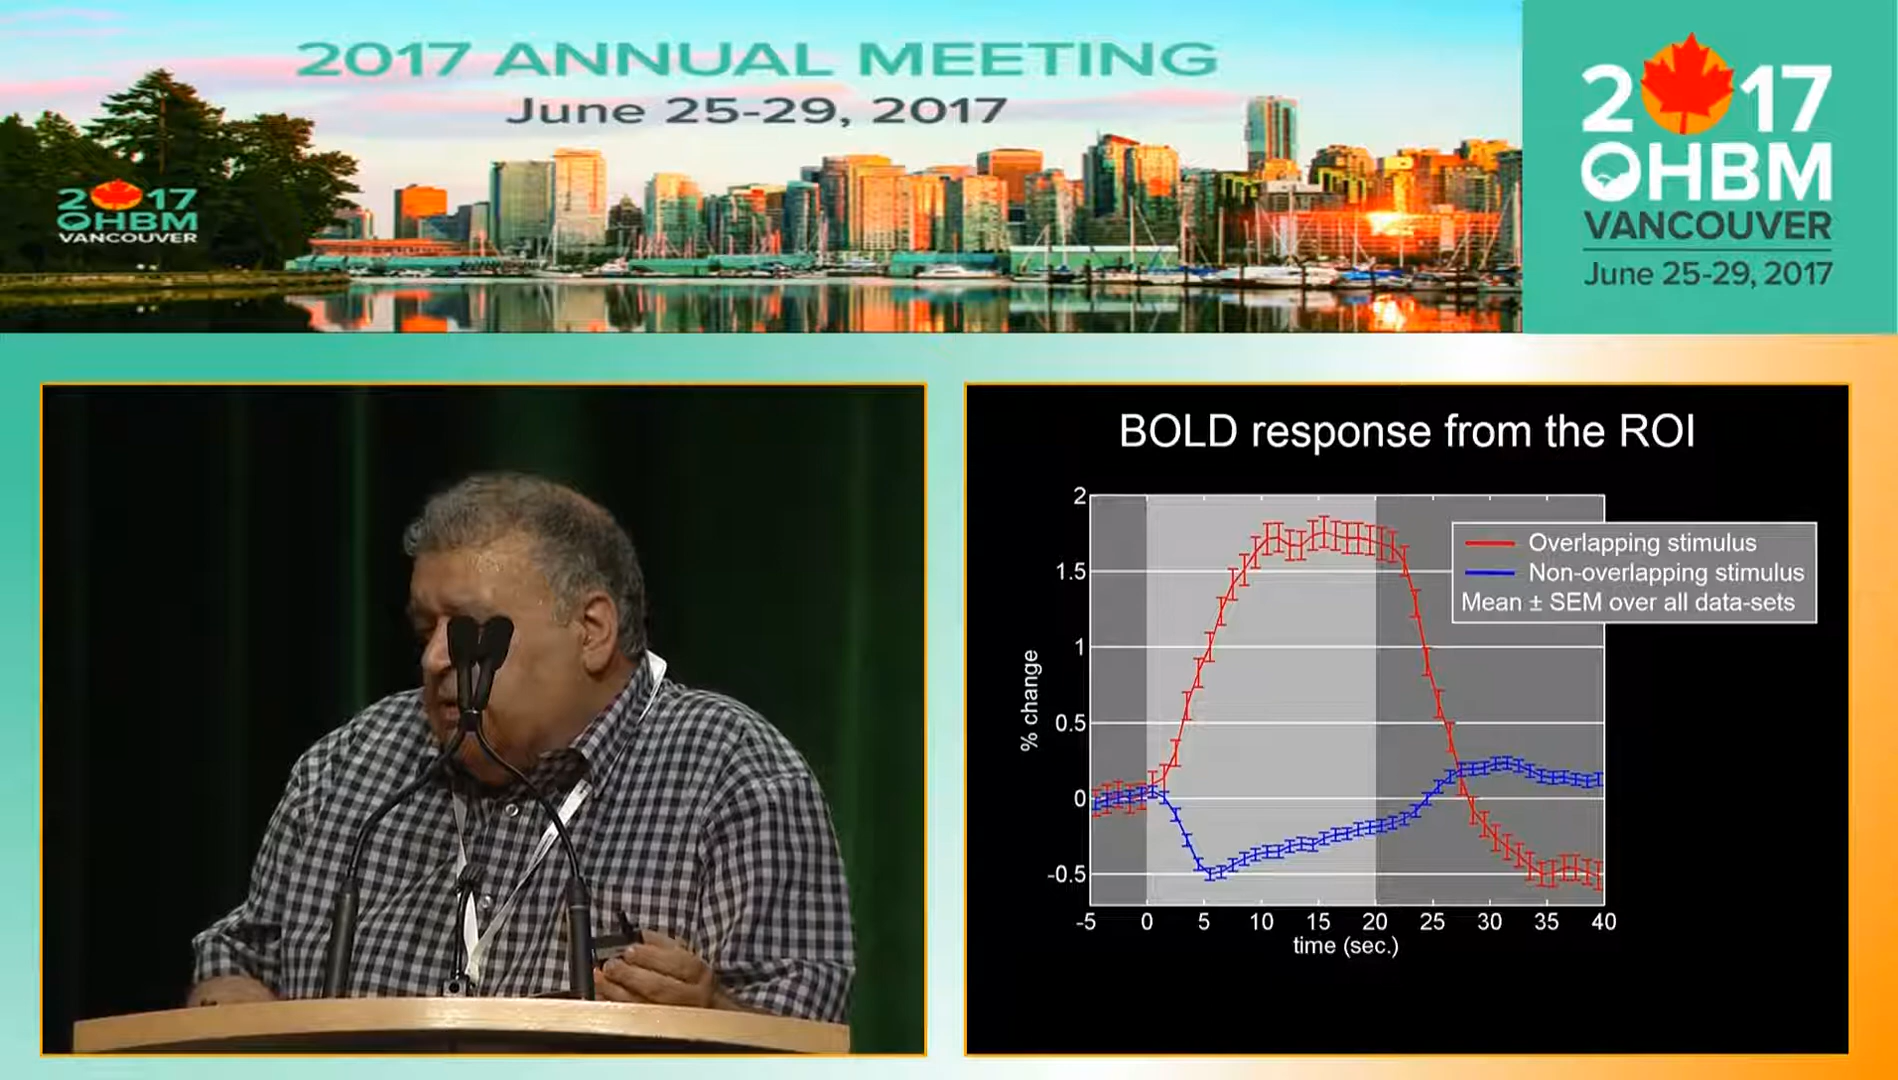 2017 ANNUAL MEETING
June 25-29, 2017
2017
OHBM
VANCOUVER
2017
OHBM
VANCOUVER
June 25-29, 2017
BOLD response from the ROI
2
1.5
1
0.5
0
-0.5
% change
-5 0 5 10 15 20 25 30 35 40
time (sec.)
Overlapping stimulus
Non-overlapping stimulus
Mean ± SEM over all data-sets